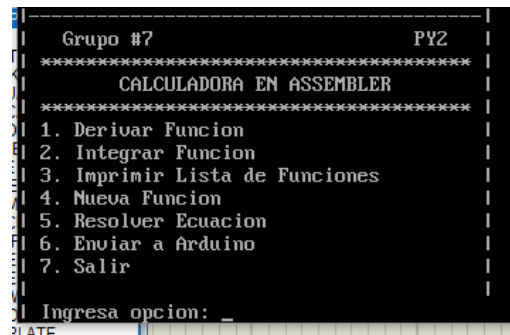 |------------------------------------------|
| Grupo #7 PY2 |
| **************************************** |
| CALCULADORA EN ASSEMBLER |
| **************************************** |
| 1. Derivar Funcion |
| 2. Integrar Funcion |
| 3. Imprimir Lista de Funciones |
| 4. Nueva Funcion |
| 5. Resolver Ecuacion |
| 6. Enviar a Arduino |
| 7. Salir |
| |
| Ingresa opcion: _
PLATE